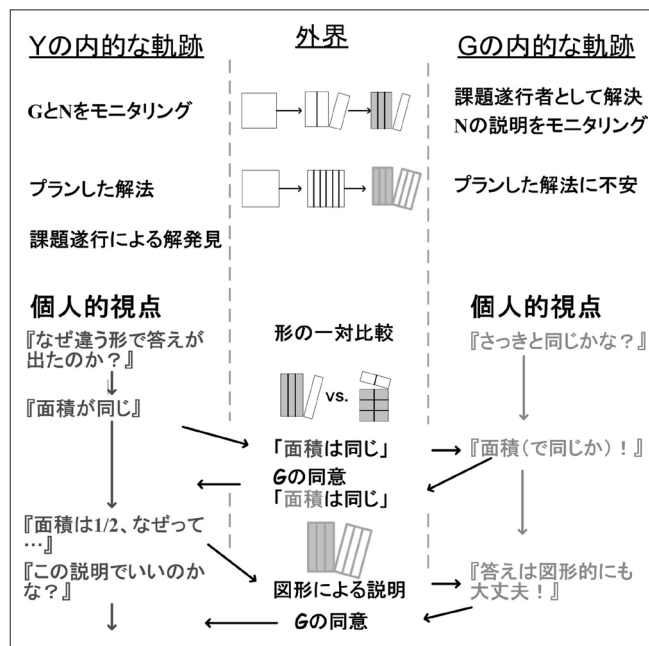 Yの内的な軌跡
外界
Gの内的な軌跡
GとNをモニタリング
課題遂行者として解決
Nの説明をモニタリング
プランした解法
プランした解法に不安
課題遂行による解発見
個人的視点
個人的視点
『なぜ違う形で答えが
出たのか？』
形の一対比較
『さっきと同じかな？』
vs.
『面積が同じ』
「面積は同じ」
『面積（で同じか）！』
Gの同意
「面積は同じ」
『面積は1/2、なぜって
…』
『この説明でいいのか
な？』
図形による説明
『答えは図形的にも
大丈夫！』
Gの同意